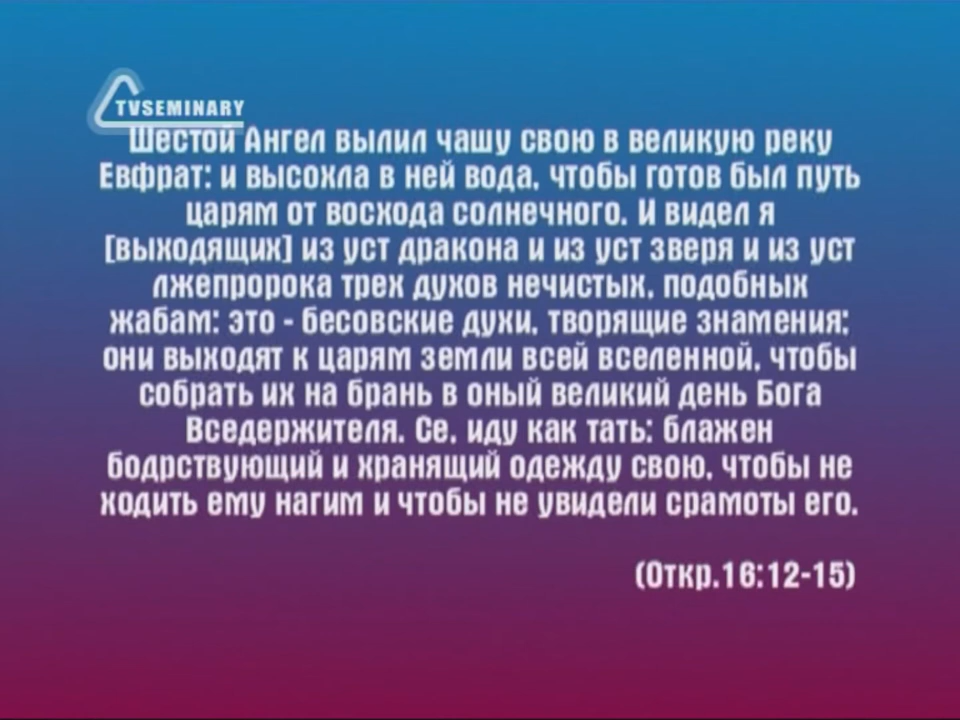 TVSEMINARY
Шестой Ангел вылил чашу свою в великую реку
Евфрат: и высохла в ней вода, чтобы готов был путь
царям от восхода солнечного. И видел я
[выходящих] из уст дракона и из уст зверя и из уст
лжепророка трех духов нечистых, подобных
жабам: это - бесовские духи, творящие знамения;
они выходят к царям земли всей вселенной, чтобы
собрать их на брань в оный великий день Бога
Вседержителя. Се, иду как тать: блажен
бодрствующий и хранящий одежду свою, чтобы не
ходить ему нагим и чтобы не увидели срамоты его.
(Откр.16:12-15)